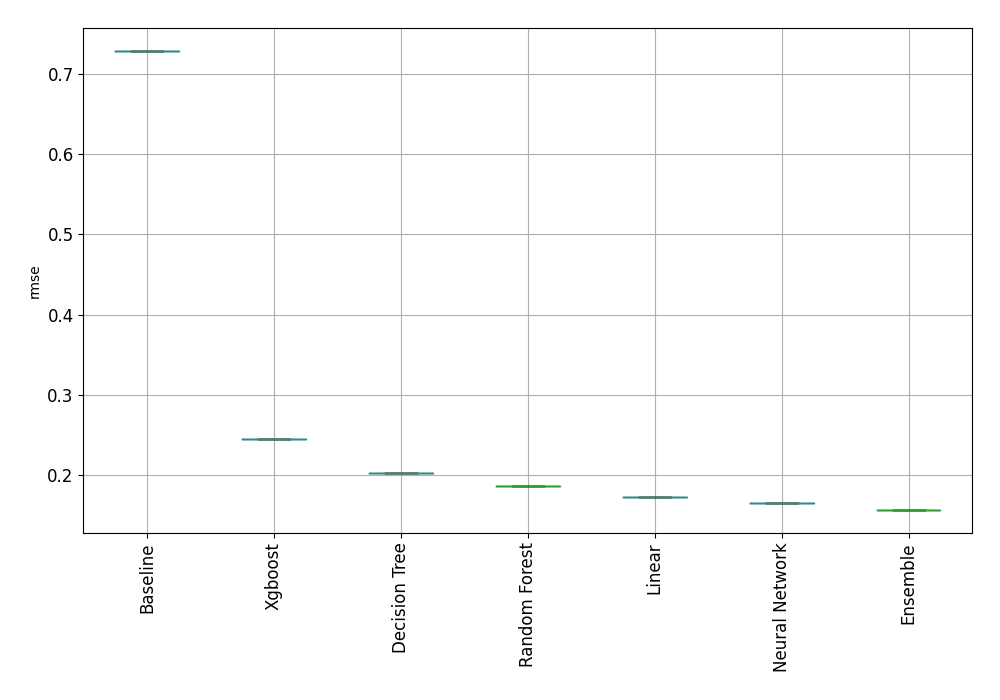 0.7
0.6
0.5
0.4
0.3
0.2
rmse
Baseline
Xgboost
Decision Tree
Random Forest
Linear
Neural Network
Ensemble